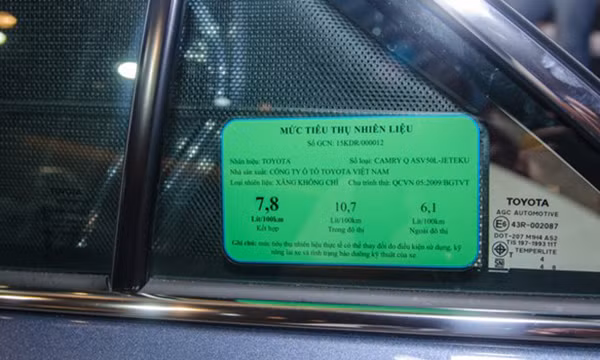 MỨC TIÊU THỤ NHIÊN LIỆU
Số GCN: 15KDR/000012
Nhãn hiệu: TOYOTA Số loại: CAMRY Q ASV50L-JETEKU
Nhà sản xuất: CÔNG TY Ô TÔ TOYOTA VIỆT NAM
Loại nhiên liệu: XĂNG KHÔNG CHÌ Chu trình thử: QCVN 05:2009/BGTVT
7,8 10,7 6,1
Lít/100km Lít/100km Lít/100km
Kết hợp Trong đô thị Ngoài đô thị
Ghi chú: mức tiêu thụ nhiên liệu thực tế có thể thay đổi do điều kiện sử dụng, kỹ
năng lái xe và tình trạng bảo dưỡng kỹ thuật của xe
TOYOTA
AGC AUTOMOTIVE
E6 43R-002087
DOT-207 M1H4 AS2
TIS 197-1993 11T
TEMPERLITE